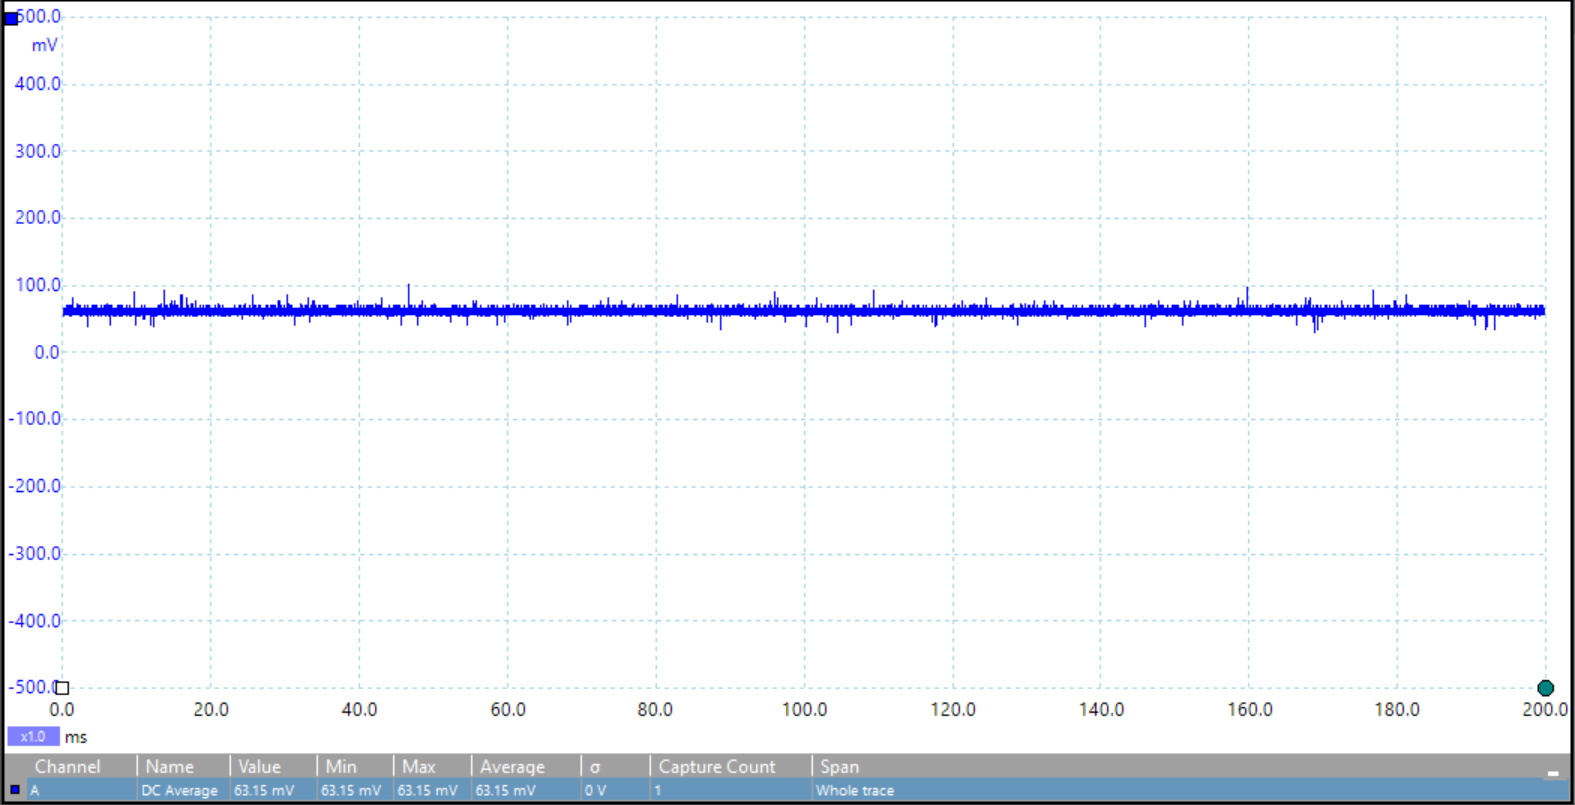 500.0
mV
400.0
300.0
200.0
100.0
0.0
-100.0
-200.0
-300.0
-400.0
-500.0
0.0 20.0 40.0 60.0 80.0 100.0 120.0 140.0 160.0 180.0 200.0
x1.0 ms
Channel Name Value Min Max Average σ Capture Count Span
A DC Average 63.15 mV 63.15 mV 63.15 mV 63.15 mV 0 V 1 Whole trace